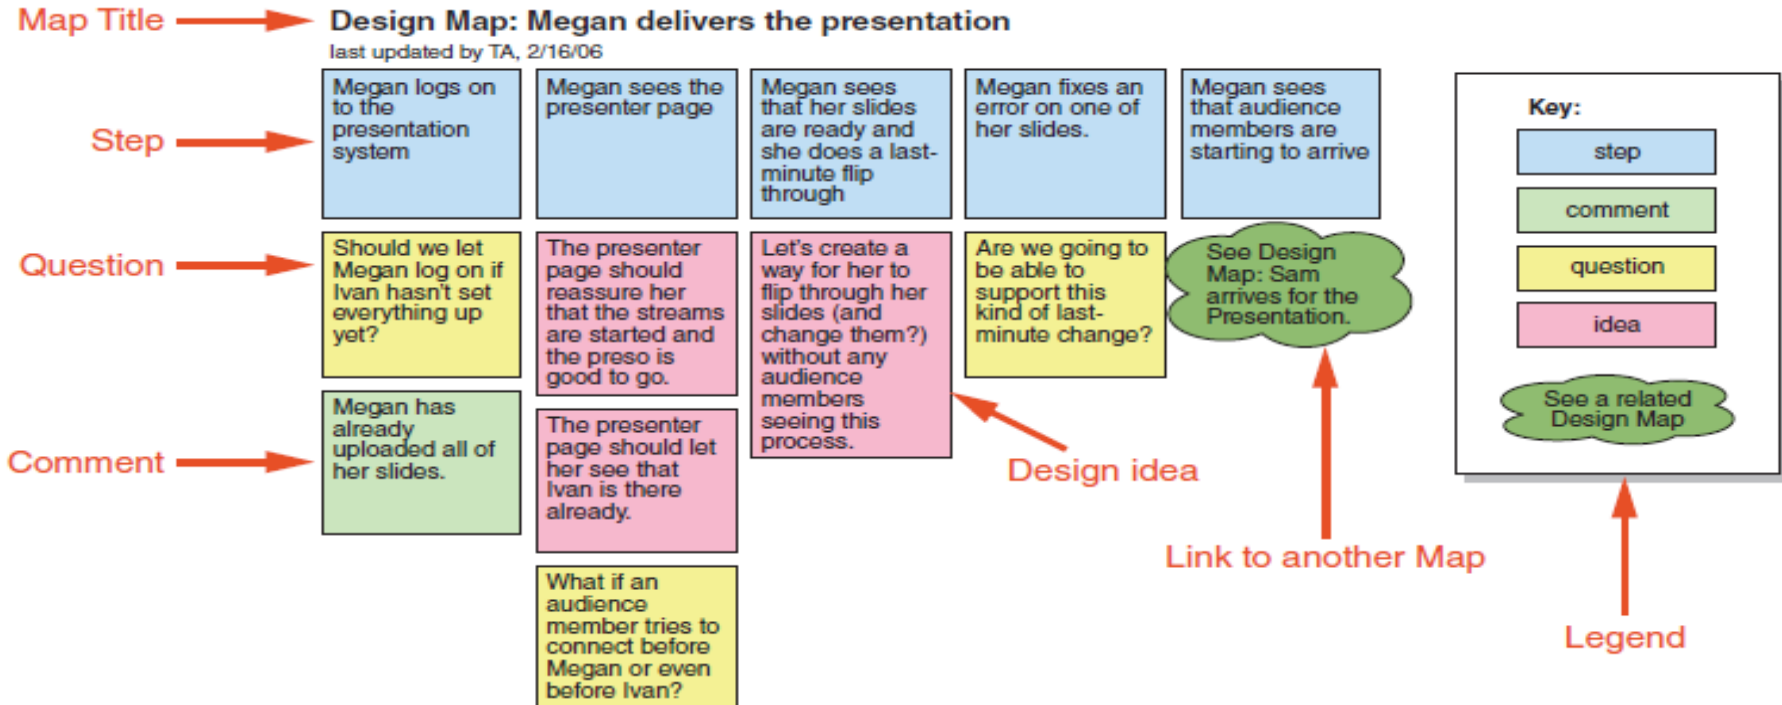 Map Title
Design Map: Megan delivers the presentation
last updated by TA, 2/16/06
Step
Megan logs on
to the
presentation
system
Megan sees the
presenter page
Megan sees
that her slides
are ready and
she does a last-
minute flip
through
Megan fixes an
error on one of
her slides.
Megan sees
that audience
members are
starting to arrive
Question
Should we let
Megan log on if
Ivan hasn't set
everything up
yet?
The presenter
page should
reassure her
that the streams
are started and
the preso is
good to go.
Let's create a
way for her to
flip through her
slides (and
change them?)
without any
audience
members
seeing this
process.
Are we going to
be able to
support this
kind of last-
minute change?
See Design
Map: Sam
arrives for the
Presentation.
Comment
Megan has
already
uploaded all of
her slides.
The presenter
page should let
her see that
Ivan is there
already.
What if an
audience
member tries to
connect before
Megan or even
before Ivan?
Design idea
Link to another Map
Key:
step
comment
question
idea
See a related
Design Map
Legend